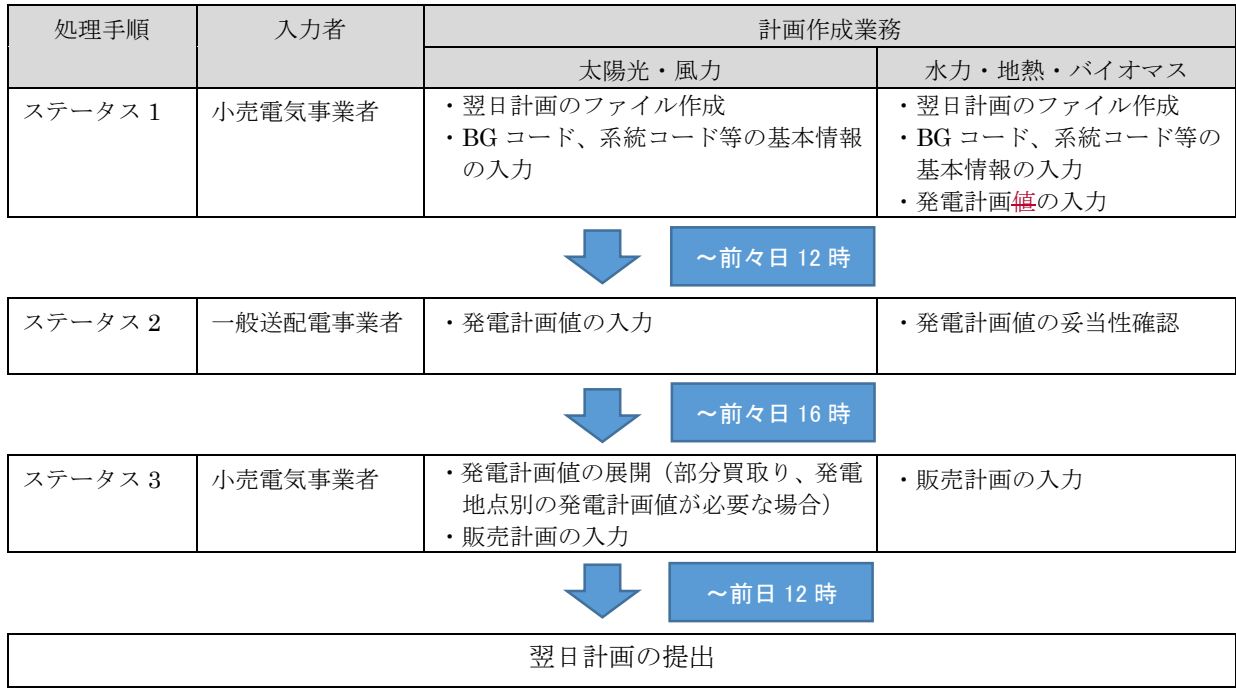 処理手順
入力者
計画作成業務
太陽光・風力
水力・地熱・バイオマス
ステータス 1
小売電気事業者
・翌日計画のファイル作成
・BG コード、系統コード等の基本情報
の入力
・翌日計画のファイル作成
・BG コード、系統コード等の
基本情報の入力
・発電計画値の入力
～前々日 12 時
ステータス 2
一般送配電事業者
・発電計画値の入力
・発電計画値の妥当性確認
～前々日 16 時
ステータス 3
小売電気事業者
・発電計画値の展開（部分買取り、発電
地点別の発電計画値が必要な場合）
・販売計画の入力
・販売計画の入力
～前日 12 時
翌日計画の提出